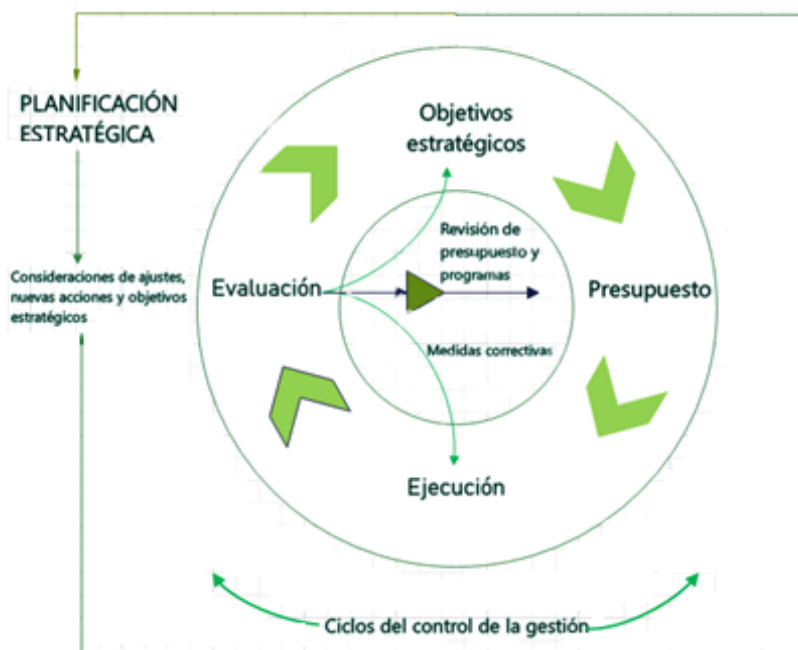 PLANIFICACIÓN
ESTRATÉGICA
Consideraciones de ajustes,
nuevas acciones y objetivos
estratégicos
Objetivos
estratégicos
Revisión de
presupuesto y
programas
Evaluación
Presupuesto
Medidas correctivas
Ejecución
Ciclos del control de la gestión